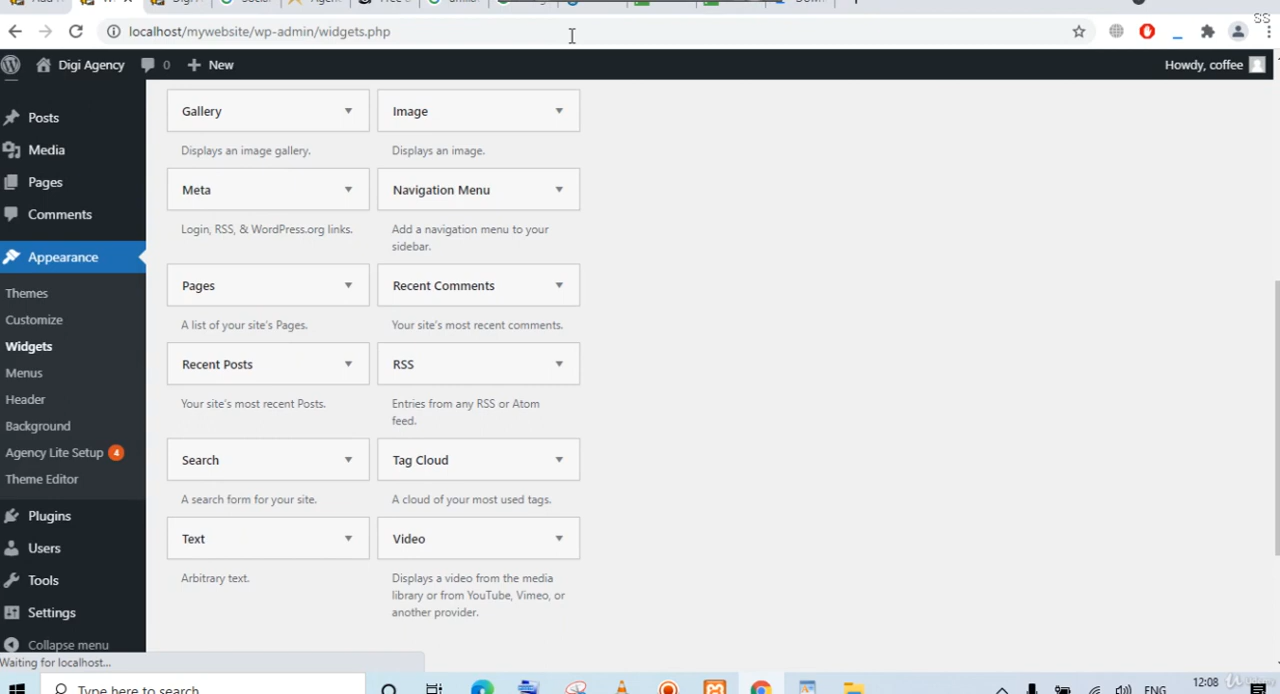 localhost/mywebsite/wp-admin/widgets.php
SS
Digi Agency
0
New
Howdy, coffee
Posts
Media
Pages
Comments
Appearance
Themes
Customize
Widgets
Menus
Header
Background
Agency Lite Setup 4
Theme Editor
Plugins
Users
Tools
Settings
Collapse menu
Gallery
Displays an image gallery.
Image
Displays an image.
Meta
Login, RSS, & WordPress.org links.
Navigation Menu
Add a navigation menu to your
sidebar.
Pages
A list of your site's Pages.
Recent Comments
Your site's most recent comments.
Recent Posts
Your site's most recent Posts.
RSS
Entries from any RSS or Atom
feed.
Search
A search form for your site.
Tag Cloud
A cloud of your most used tags.
Text
Arbitrary text.
Video
Displays a video from the media
library or from YouTube, Vimeo, or
another provider.
Waiting for localhost...
Type here to search
ENG
12:08